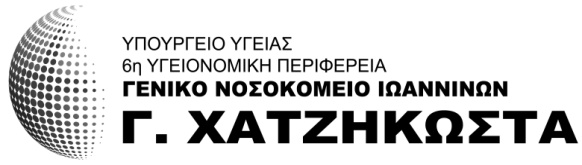 ΥΠΟΥΡΓΕΙΟ ΥΓΕΙΑΣ
6η ΥΓΕΙΟΝΟΜΙΚΗ ΠΕΡΙΦΕΡΕΙΑ
ΓΕΝΙΚΟ ΝΟΣΟΚΟΜΕΙΟ ΙΩΑΝΝΙΝΩΝ
Γ. ΧΑΤΖΗΚΩΣΤΑ